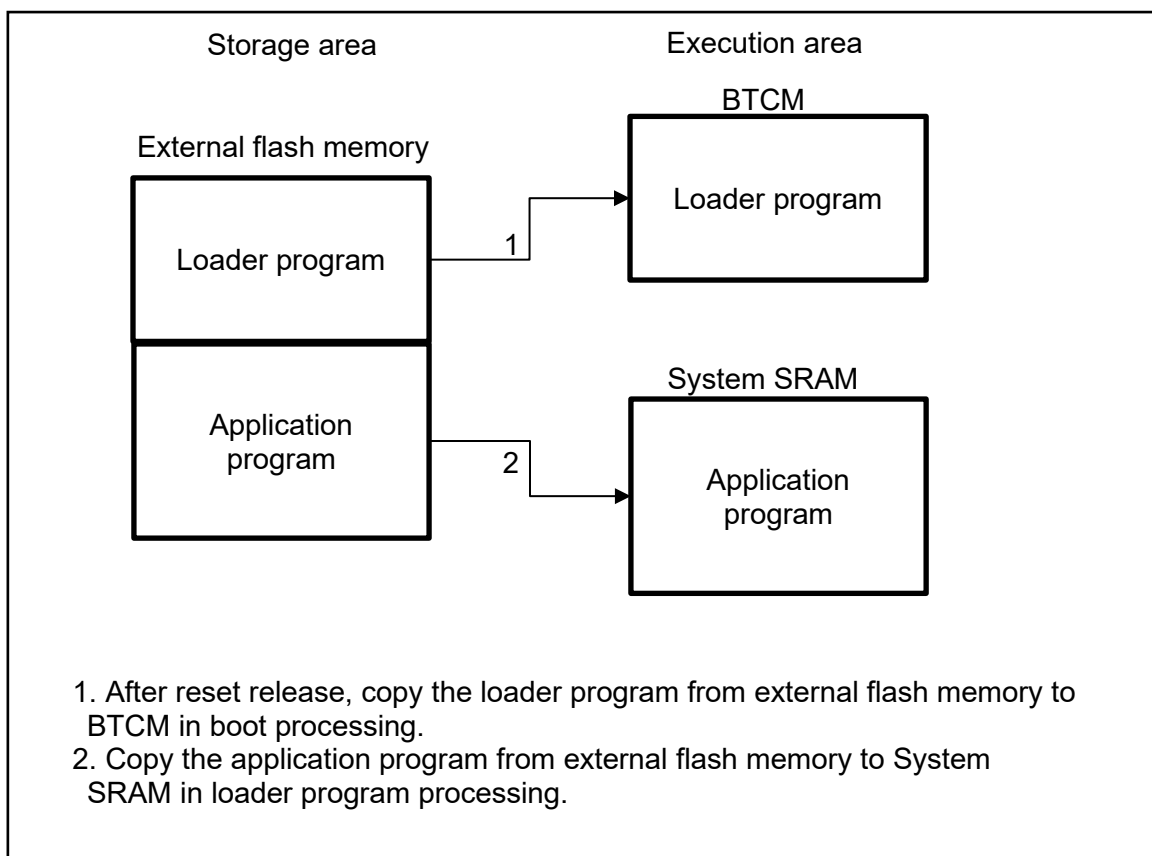 Storage area
Execution area
BTCM
External flash memory
Loader program
Loader program
1
System SRAM
Application
program
2
Application
program
1. After reset release, copy the loader program from external flash memory to
BTCM in boot processing.
2. Copy the application program from external flash memory to System
SRAM in loader program processing.